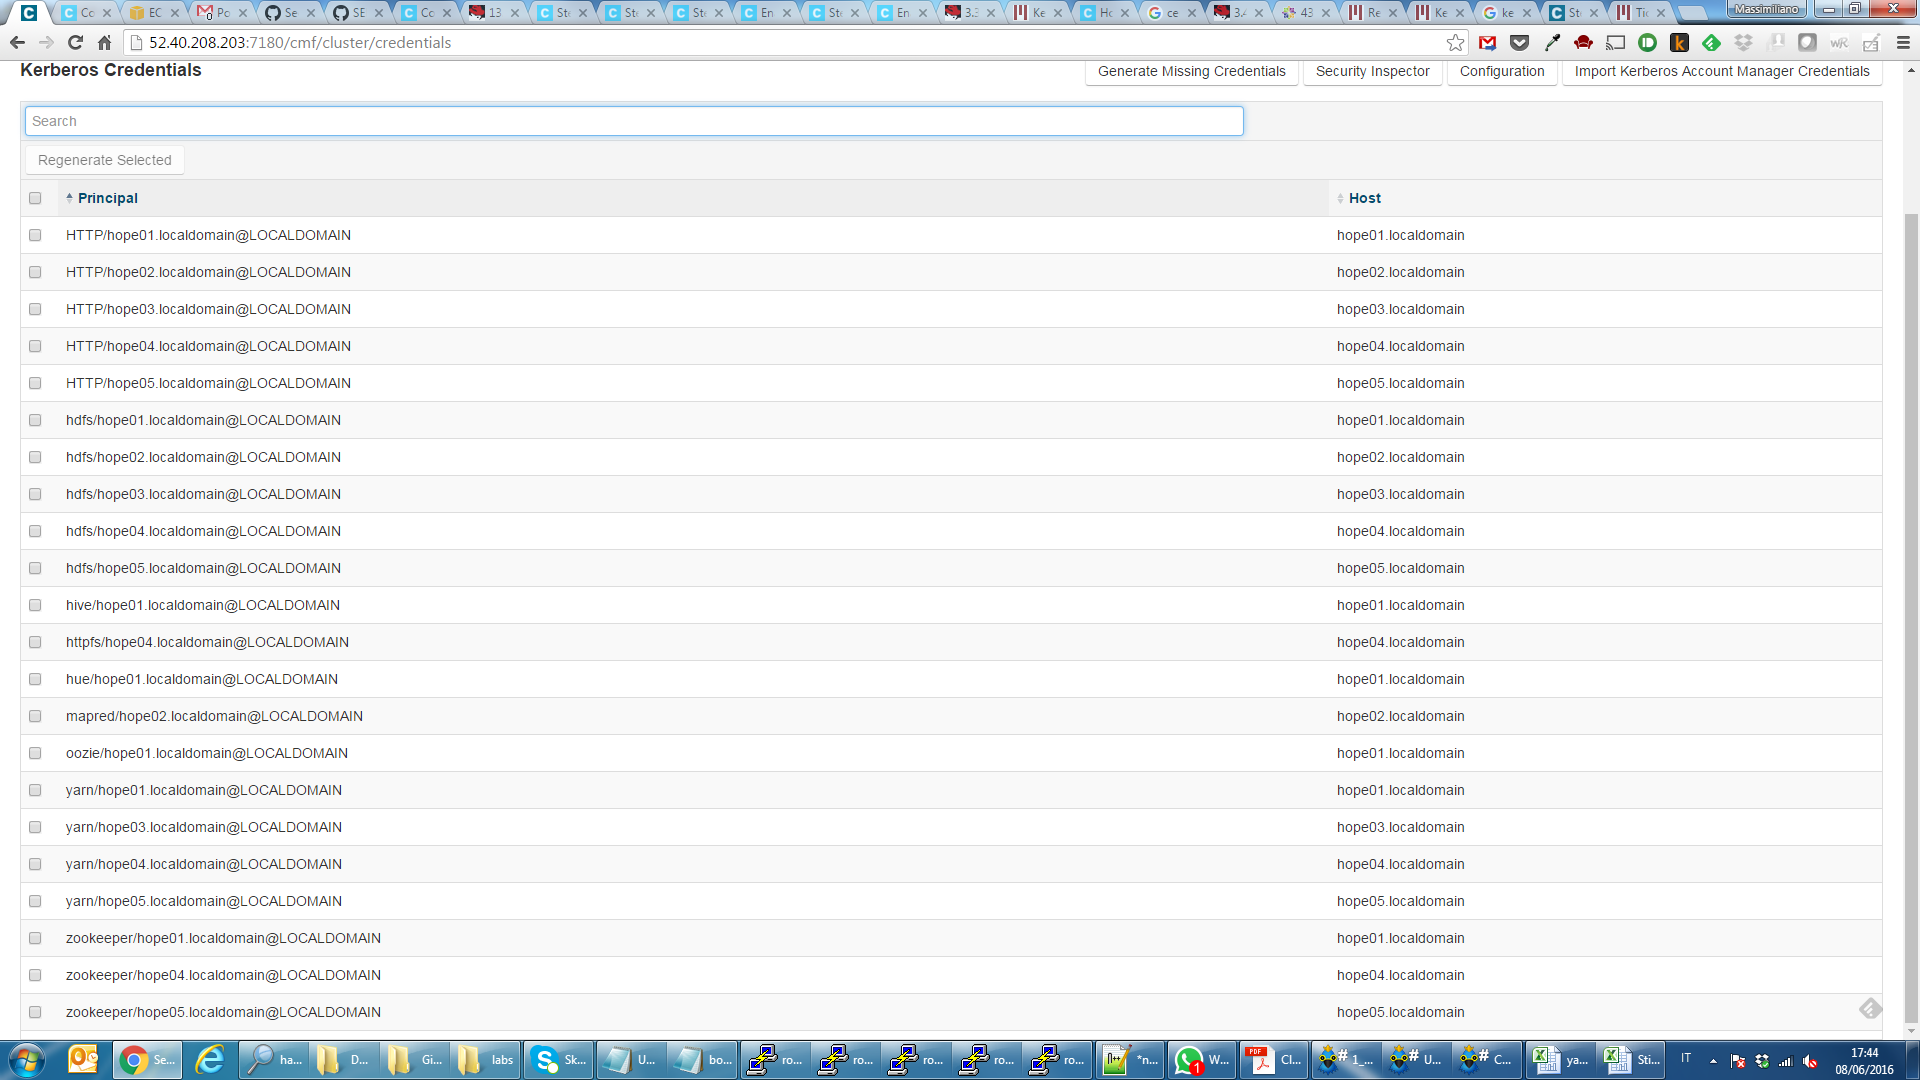 Co
EC
Po
Se
SE
Co
13
Ste
Ste
Ste
En
Ste
En
3.3
Ke
Ho
ce
3.4
43
Re
Ke
ke
Ste
Tic
Massimiliano
52.40.208.203:7180/cmf/cluster/credentials
Kerberos Credentials
Generate Missing Credentials
Security Inspector
Configuration
Import Kerberos Account Manager Credentials
Search
Regenerate Selected
Principal Host
HTTP/hope01.localdomain@LOCALDOMAIN hope01.localdomain
HTTP/hope02.localdomain@LOCALDOMAIN hope02.localdomain
HTTP/hope03.localdomain@LOCALDOMAIN hope03.localdomain
HTTP/hope04.localdomain@LOCALDOMAIN hope04.localdomain
HTTP/hope05.localdomain@LOCALDOMAIN hope05.localdomain
hdfs/hope01.localdomain@LOCALDOMAIN hope01.localdomain
hdfs/hope02.localdomain@LOCALDOMAIN hope02.localdomain
hdfs/hope03.localdomain@LOCALDOMAIN hope03.localdomain
hdfs/hope04.localdomain@LOCALDOMAIN hope04.localdomain
hdfs/hope05.localdomain@LOCALDOMAIN hope05.localdomain
hive/hope01.localdomain@LOCALDOMAIN hope01.localdomain
httpfs/hope04.localdomain@LOCALDOMAIN hope04.localdomain
hue/hope01.localdomain@LOCALDOMAIN hope01.localdomain
mapred/hope02.localdomain@LOCALDOMAIN hope02.localdomain
oozie/hope01.localdomain@LOCALDOMAIN hope01.localdomain
yarn/hope01.localdomain@LOCALDOMAIN hope01.localdomain
yarn/hope03.localdomain@LOCALDOMAIN hope03.localdomain
yarn/hope04.localdomain@LOCALDOMAIN hope04.localdomain
yarn/hope05.localdomain@LOCALDOMAIN hope05.localdomain
zookeeper/hope01.localdomain@LOCALDOMAIN hope01.localdomain
zookeeper/hope04.localdomain@LOCALDOMAIN hope04.localdomain
zookeeper/hope05.localdomain@LOCALDOMAIN hope05.localdomain
Se...
ha...
D...
Gi...
labs
Sk...
U...
bo...
ro...
ro...
ro...
ro...
ro...
*n...
W...
Cl...
1_...
U...
C...
ya...
Sti...
IT
17:44
08/06/2016